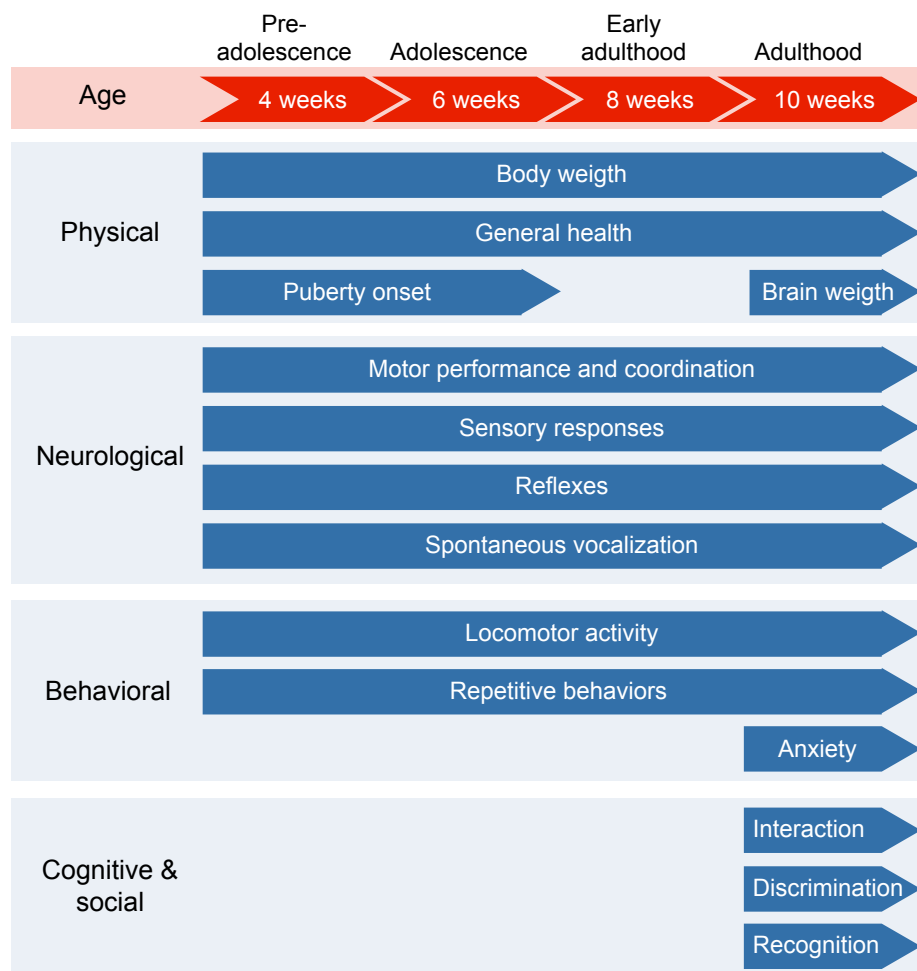 Pre-
adolescence
Adolescence
Early
adulthood
Adulthood
Age
4 weeks
6 weeks
8 weeks
10 weeks
Physical
Body weigth
General health
Puberty onset
Brain weigth
Neurological
Motor performance and coordination
Sensory responses
Reflexes
Spontaneous vocalization
Behavioral
Locomotor activity
Repetitive behaviors
Anxiety
Cognitive &
social
Interaction
Discrimination
Recognition